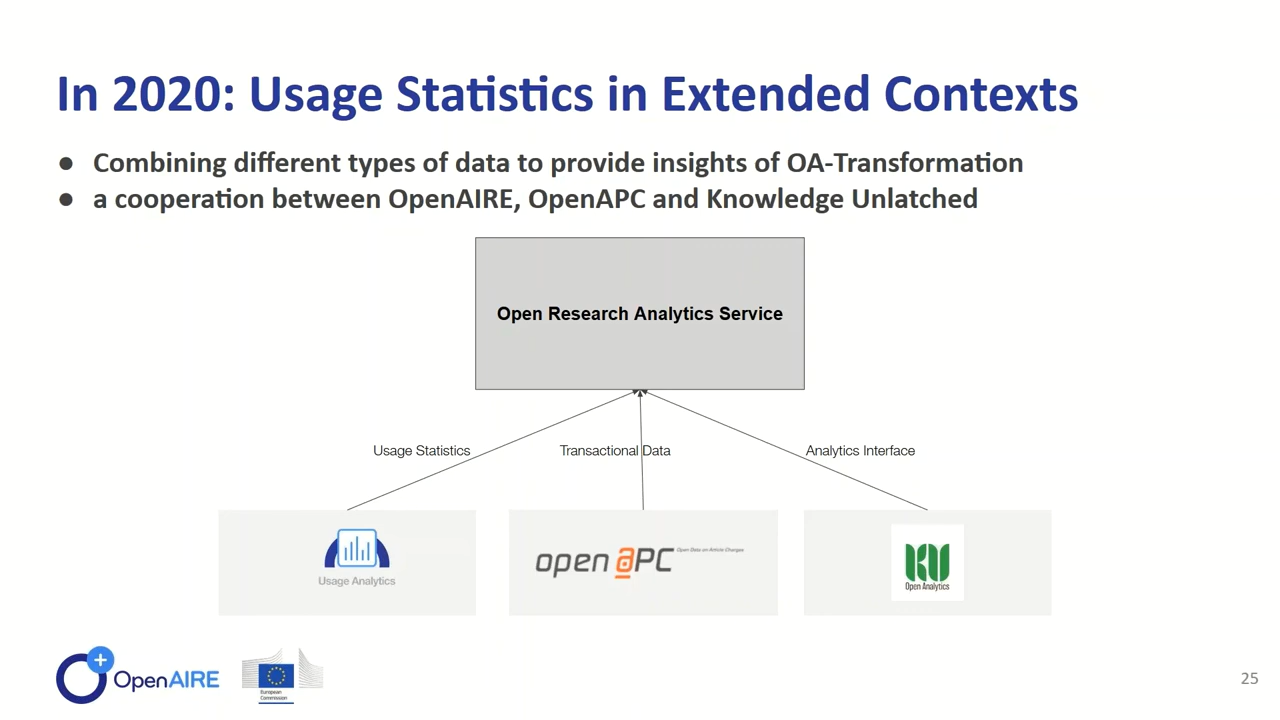 In 2020: Usage Statistics in Extended Contexts
● Combining different types of data to provide insights of OA-Transformation
● a cooperation between OpenAIRE, OpenAPC and Knowledge Unlatched
Open Research Analytics Service
Usage Statistics
Transactional Data
Analytics Interface
Usage Analytics
open aPC Open Data on Article Charges
KU
Open Analytics
OpenAIRE
European
Commission
25